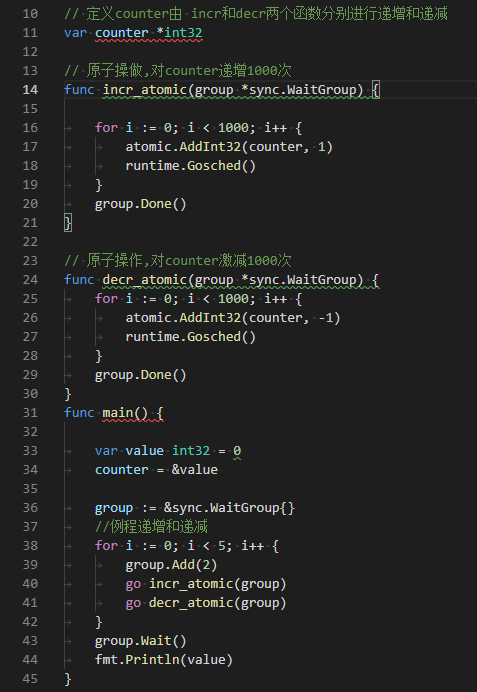 10 // 定义counter由 incr和decr两个函数分别进行递增和递减
11 var counter *int32
12
13 // 原子操做,对counter递增1000次
14 func incr_atomic(group *sync.WaitGroup) {
15
16 for i := 0; i < 1000; i++ {
17 atomic.AddInt32(counter, 1)
18 runtime.Gosched()
19 }
20 group.Done()
21 }
22
23 // 原子操作,对counter激减1000次
24 func decr_atomic(group *sync.WaitGroup) {
25 for i := 0; i < 1000; i++ {
26 atomic.AddInt32(counter, -1)
27 runtime.Gosched()
28 }
29 group.Done()
30 }
31 func main() {
32
33 var value int32 = 0
34 counter = &value
35
36 group := &sync.WaitGroup{}
37 //例程递增和递减
38 for i := 0; i < 5; i++ {
39 group.Add(2)
40 go incr_atomic(group)
41 go decr_atomic(group)
42 }
43 group.Wait()
44 fmt.Println(value)
45 }